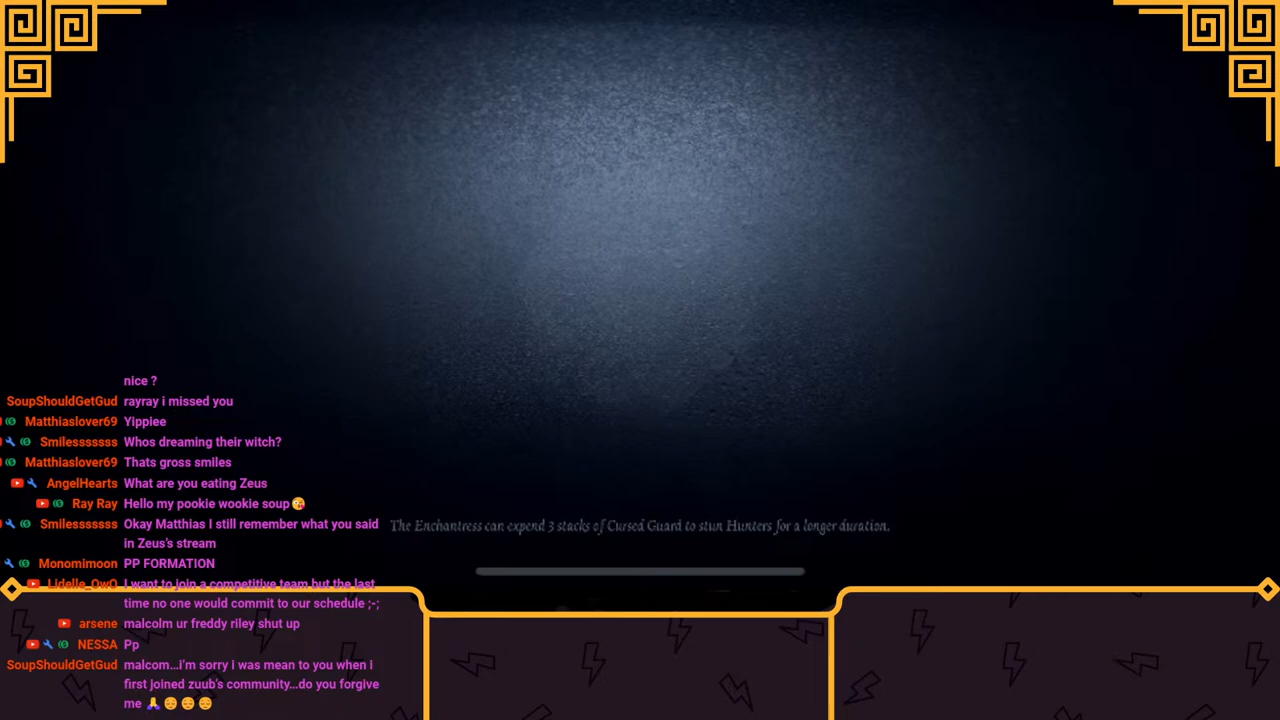 nice ?
SoupShouldGetGud rayray i missed you
Matthiaslover69 Yippiee
Smilesssssss Whos dreaming their witch?
Matthiaslover69 Thats gross smiles
AngelHearts What are you eating Zeus
Ray Ray Hello my pookie wookie soup😘
Smilesssssss Okay Matthias I still remember what you said
in Zeus's stream
The Enchantress can expend 3 stacks of Cursed Guard to stun Hunters for a longer duration.
Monomimoon PP FORMATION
Lidelle_OwO I want to join a competitive team but the last
time no one would commit to our schedule ;-;
arsene malcolm ur freddy riley shut up
NESSA Pp
SoupShouldGetGud malcom...i'm sorry i was mean to you when i
first joined zuub's community...do you forgive
me 🙏😔😔😔